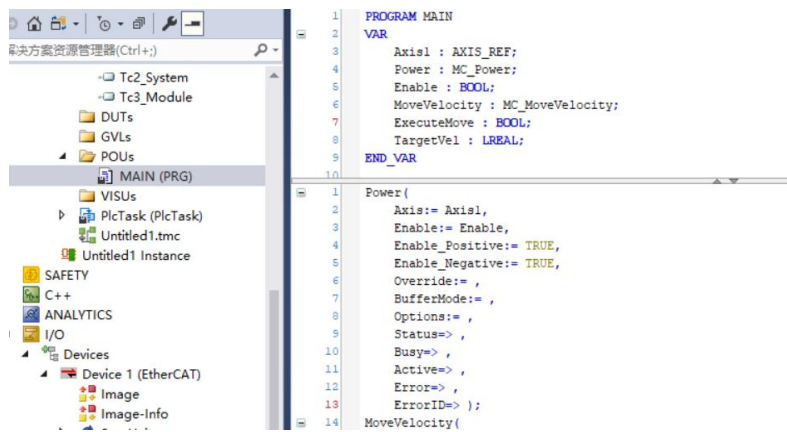 解决方案资源管理器(Ctrl+;)
Tc2_System
Tc3_Module
DUTs
GVLs
POUs
MAIN (PRG)
VISUs
PlcTask (PlcTask)
Untitled1.tmc
Untitled1 Instance
SAFETY
C++
ANALYTICS
I/O
Devices
Device 1 (EtherCAT)
Image
Image-Info
1 PROGRAM MAIN
2 VAR
3 Axis1 : AXIS_REF;
4 Power : MC_Power;
5 Enable : BOOL;
6 MoveVelocity : MC_MoveVelocity;
7 ExecuteMove : BOOL;
8 TargetVel : LREAL;
9 END_VAR
10
1 Power(
2 Axis:= Axis1,
3 Enable:= Enable,
4 Enable_Positive:= TRUE,
5 Enable_Negative:= TRUE,
6 Override:= ,
7 BufferMode:= ,
8 Options:= ,
9 Status=> ,
10 Busy=> ,
11 Active=> ,
12 Error=> ,
13 ErrorID=> );
14 MoveVelocity(